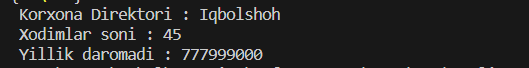 Korxona Direktori : Iqbolshoh
Xodimlar soni : 45
Yillik daromadi : 777999000